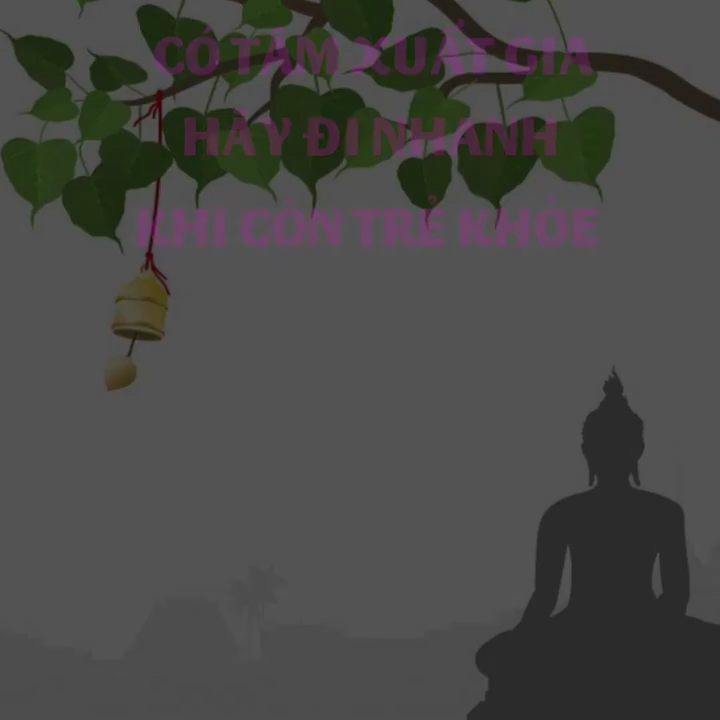 CÓ TÂM XUẤT GIA
HÃY ĐI NHANH
KHI CÒN TRẺ KHỎE